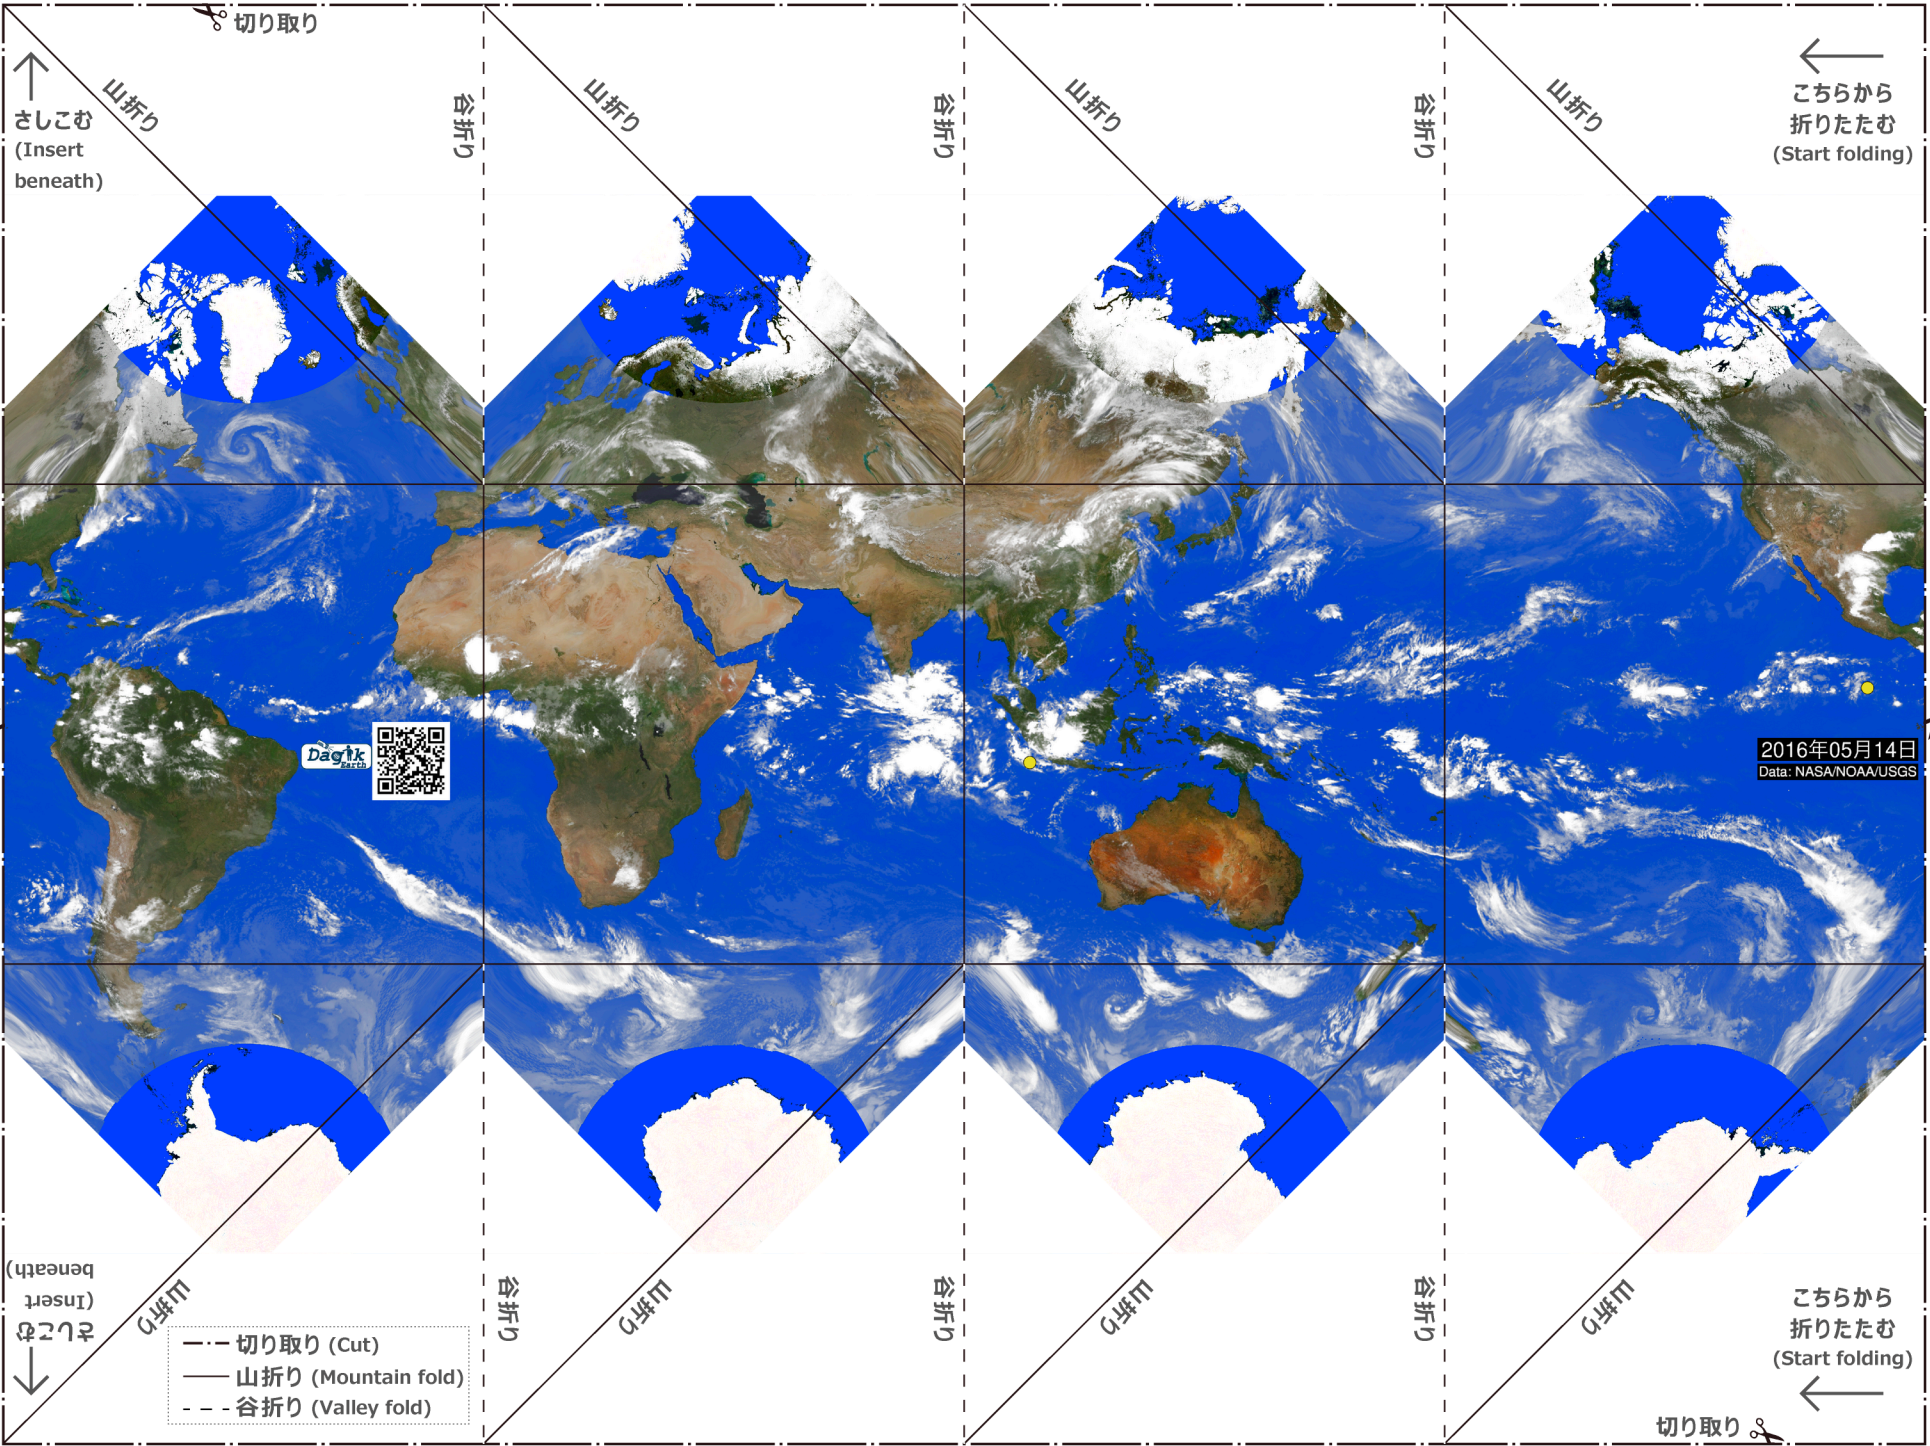 切り取り
さしこむ
(Insert
beneath)
山折り
谷折り
山折り
谷折り
山折り
谷折り
山折り
こちらから
折りたたむ
(Start folding)
Dagik
Earth
2016年05月14日
Data: NASA/NOAA/USGS
さしこむ
(Insert
beneath)
山折り
谷折り
山折り
谷折り
山折り
谷折り
山折り
こちらから
折りたたむ
(Start folding)
切り取り (Cut)
山折り (Mountain fold)
谷折り (Valley fold)
切り取り